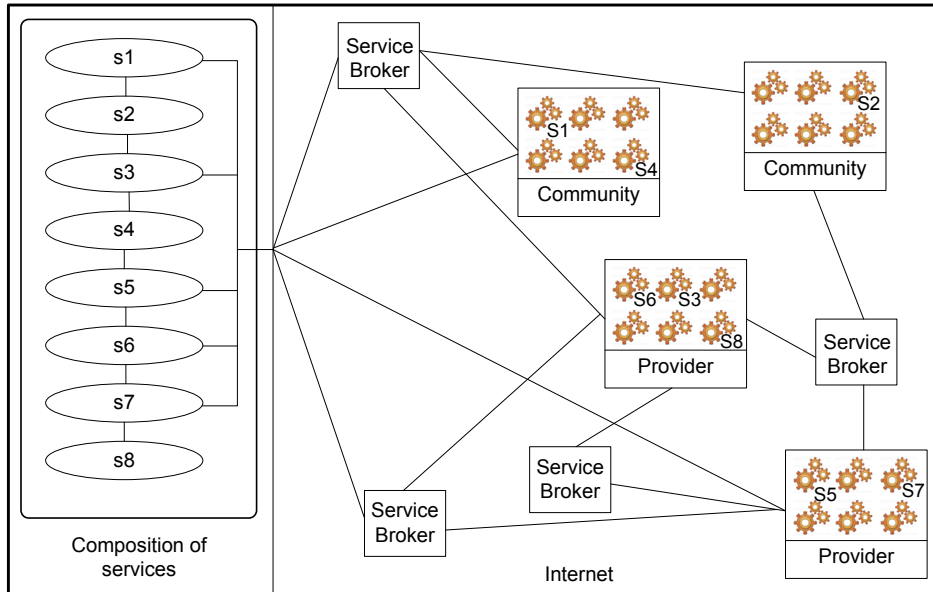 s1
s2
s3
s4
s5
s6
s7
s8
Composition of
services
Service
Broker
S1
S4
Community
S2
Community
S6
S3
S8
Provider
Service
Broker
Service
Broker
Service
Broker
S5
S7
Provider
Internet